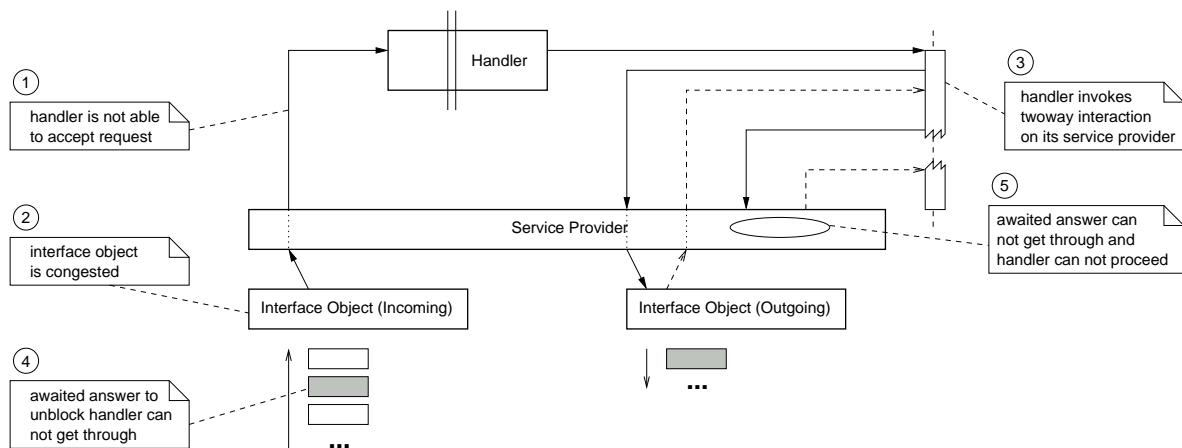 Handler
1
handler is not able
to accept request
3
handler invokes
twoway interaction
on its service provider
2
interface object
is congested
Service Provider
5
awaited answer can
not get through and
handler can not proceed
Interface Object (Incoming)
Interface Object (Outgoing)
4
awaited answer to
unblock handler can
not get through
...
...